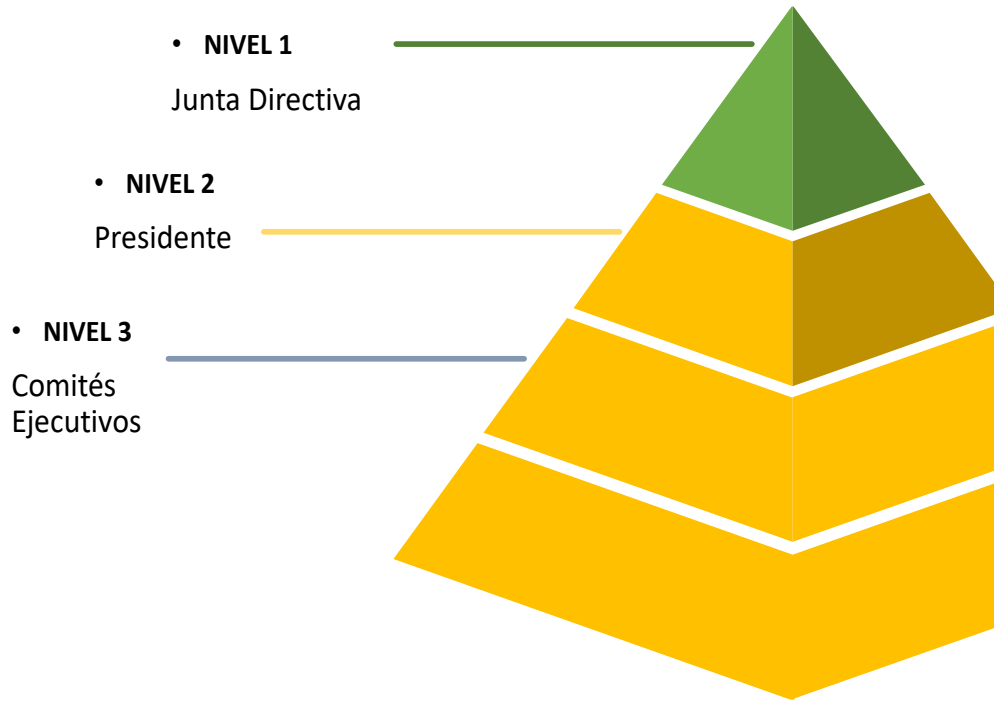 • NIVEL 1
Junta Directiva
• NIVEL 2
Presidente
• NIVEL 3
Comités
Ejecutivos